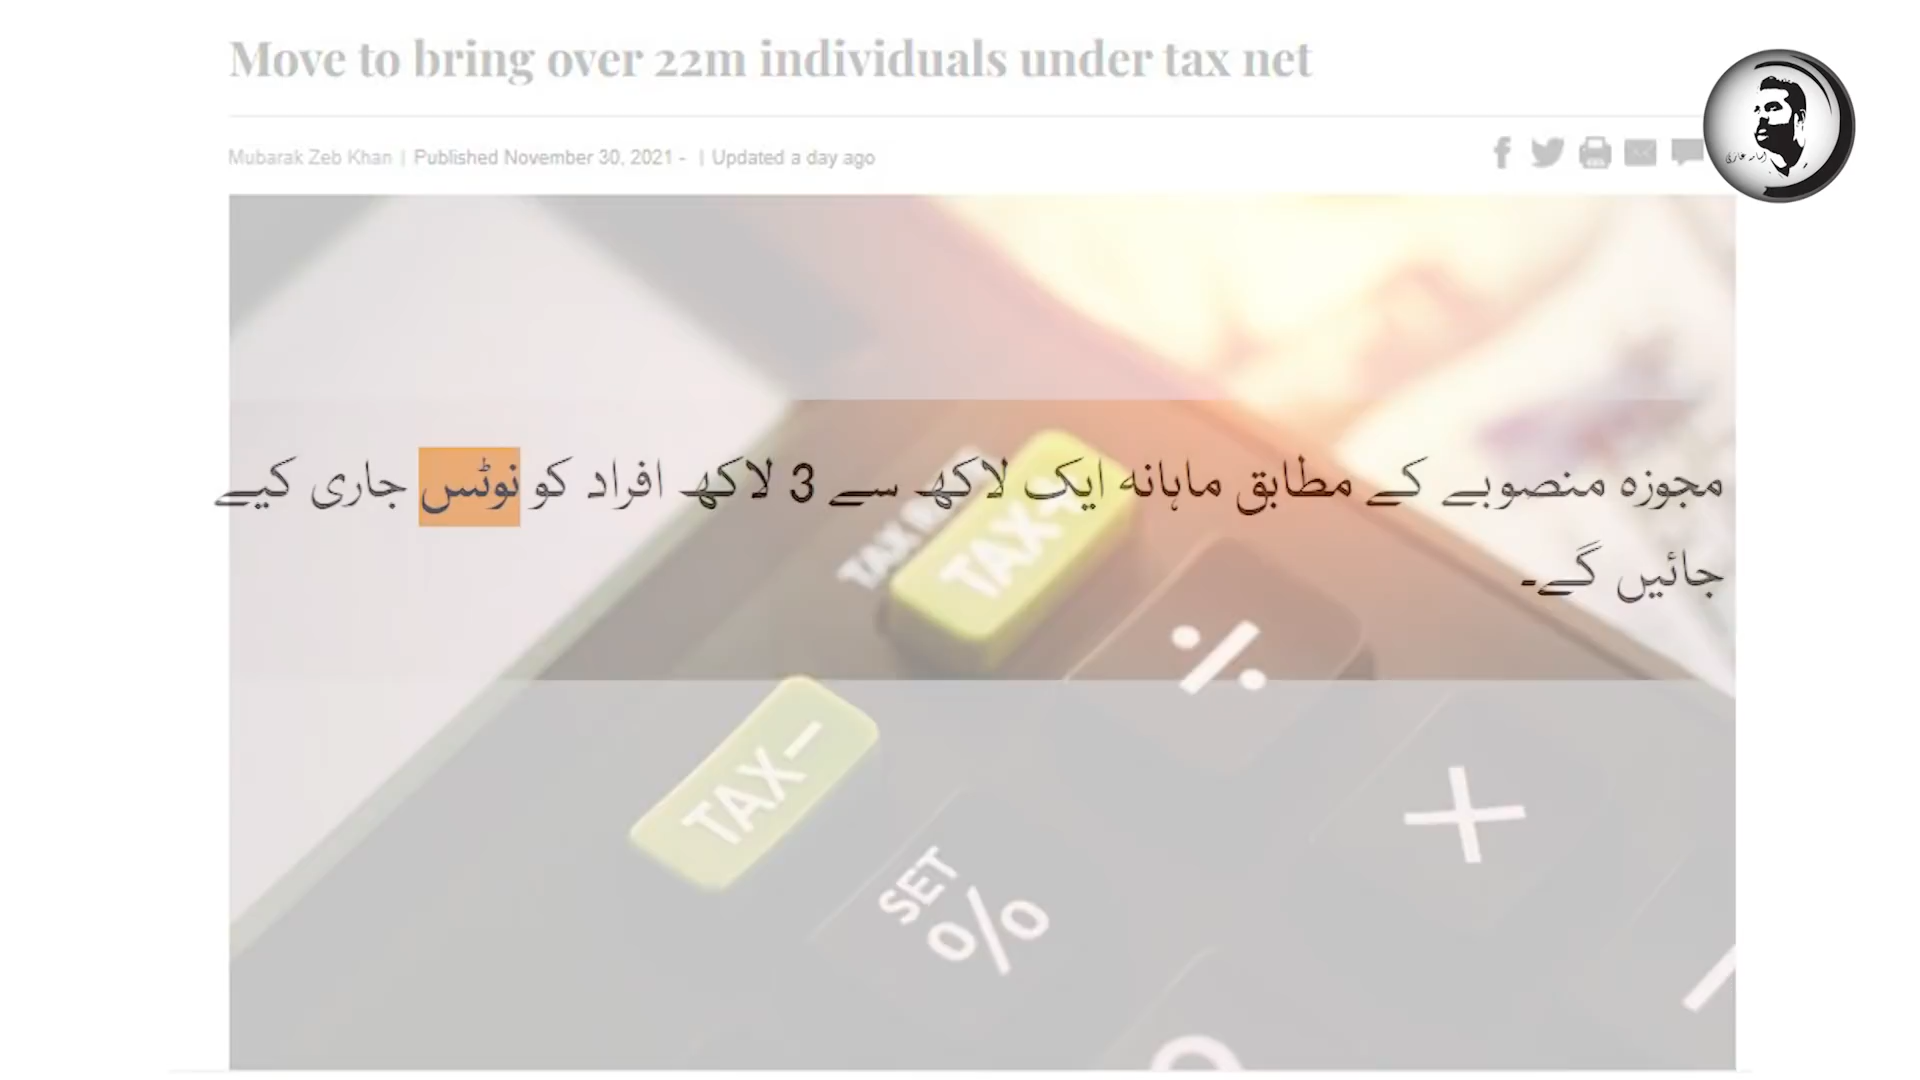 Move to bring over 22m individuals under tax net
Mubarak Zeb Khan | Published November 30, 2021 - | Updated a day ago
مجوزہ منصوبے کے مطابق ماہانہ ایک لاکھ سے 3 لاکھ افراد کو نوٹس جاری کیے
جائیں گے۔
TAX
TAX+
TAX−
÷
SET
%
+